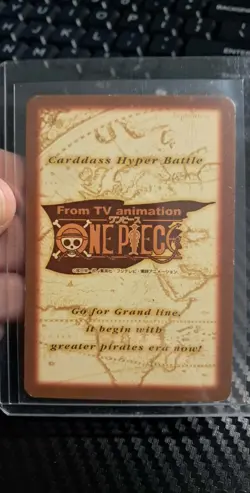 Carddass Hyper Battle
From TV animation
ワンピース
ONE PIECE
Go for Grand line,
it begin with
greater pirates era now!